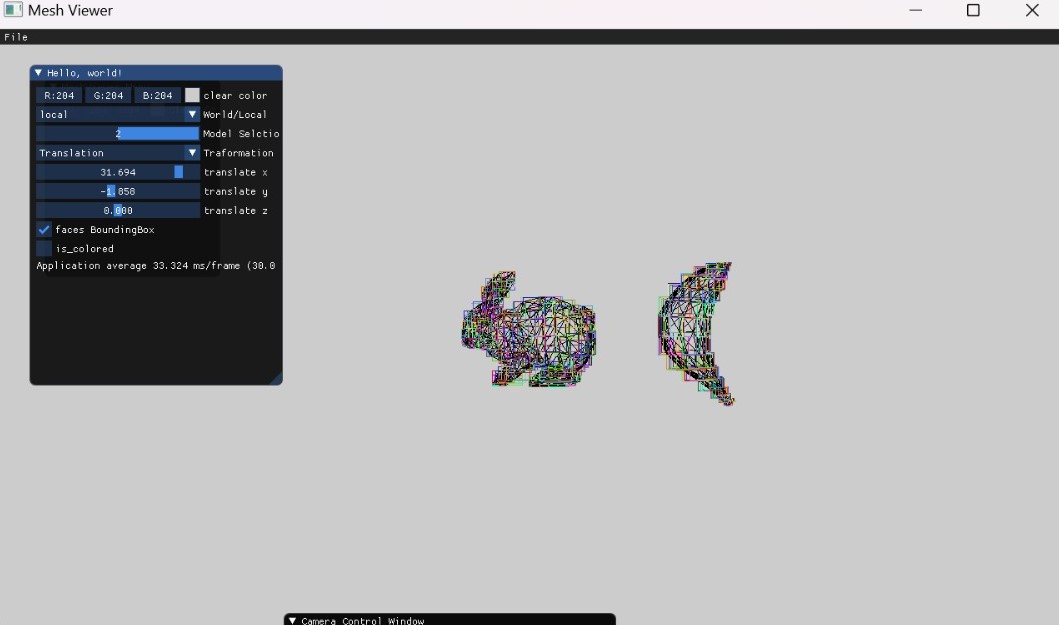 Mesh Viewer
File
Hello, world!
R:204 G:204 B:204 clear color
local World/Local
2 Model Selctio
Translation Traformation
31.694 translate x
-1.858 translate y
0.000 translate z
faces BoundingBox
is_colored
Application average 33.324 ms/frame (30.0
Camera Control Window